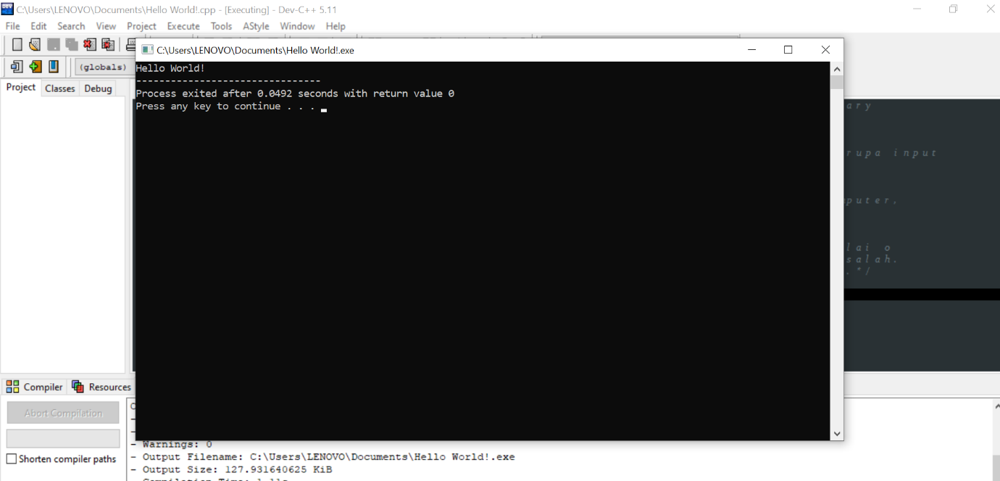 C:\Users\LENOVO\Documents\Hello World!.cpp - [Executing] - Dev-C++ 5.11
File Edit Search View Project Execute Tools AStyle Window Help
C:\Users\LENOVO\Documents\Hello World!.exe
(globals)
Project Classes Debug
Hello World!
--------------------------------
Process exited after 0.0492 seconds with return value 0
Press any key to continue . . .
ary
rupa input
puter,
lai o
salah.
.*/
Compiler Resources
Abort Compilation
Shorten compiler paths
- Warnings: 0
- Output Filename: C:\Users\LENOVO\Documents\Hello World!.exe
- Output Size: 127.931640625 KiB